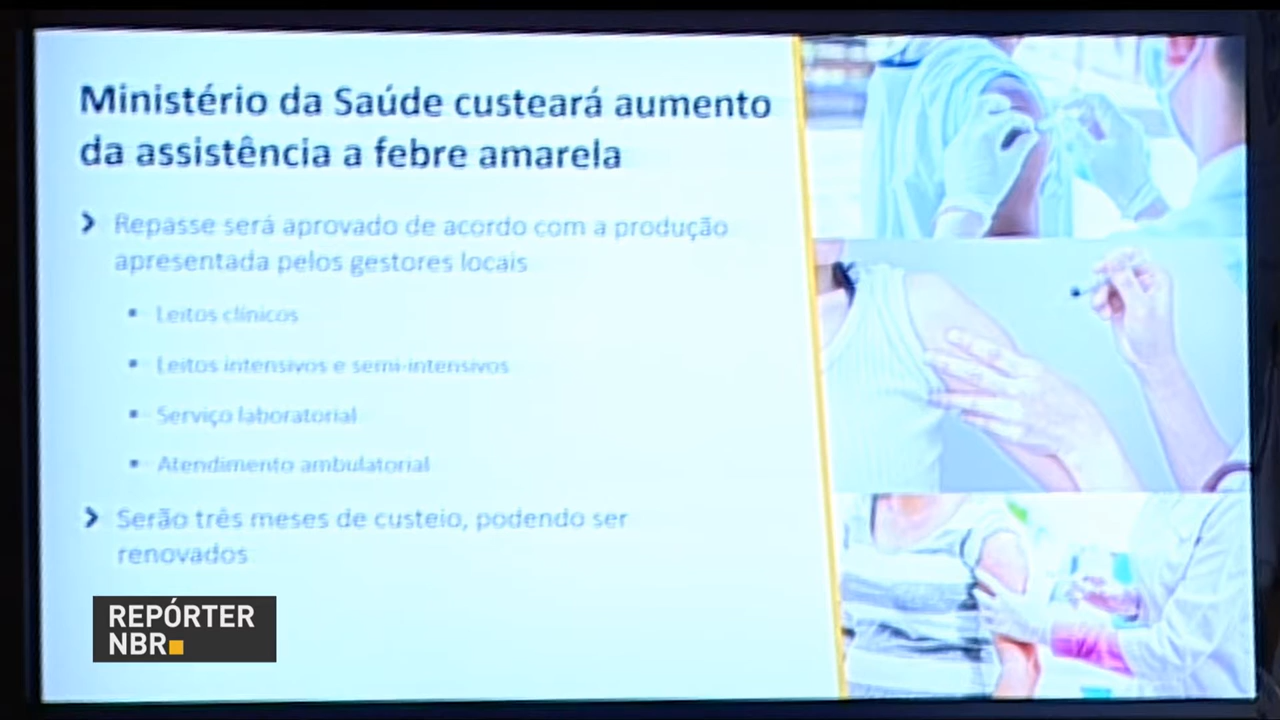 Ministério da Saúde custeará aumento
da assistência a febre amarela
Repasse será aprovado de acordo com a produção
apresentada pelos gestores locais
Leitos clínicos
Leitos intensivos e semi-intensivos
Serviço laboratorial
Atendimento ambulatorial
Serão três meses de custeio, podendo ser
renovados
REPÓRTER
NBR